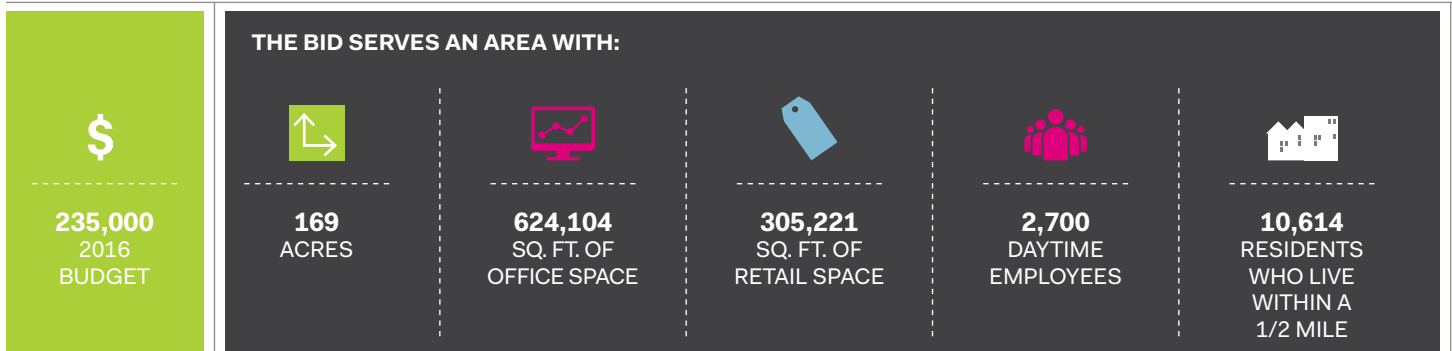 $
235,000
2016
BUDGET
THE BID SERVES AN AREA WITH:
169
ACRES
624,104
SQ. FT. OF
OFFICE SPACE
305,221
SQ. FT. OF
RETAIL SPACE
2,700
DAYTIME
EMPLOYEES
10,614
RESIDENTS
WHO LIVE
WITHIN A
1/2 MILE